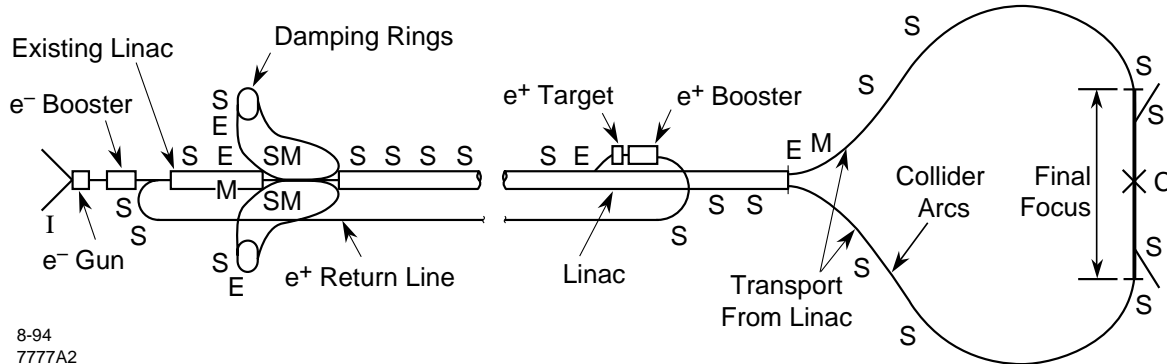 Existing Linac
Damping Rings
e⁻ Booster
e⁺ Target
e⁺ Booster
S
S
S
S
E
S
E
SM
S
S
S
S
S
E
E
M
S
S
M
SM
I
S
S
e⁻ Gun
S
E
e⁺ Return Line
Linac
S
S
S
Transport
From Linac
S
S
Collider
Arcs
Final
Focus
C
S
S
8-94
7777A2